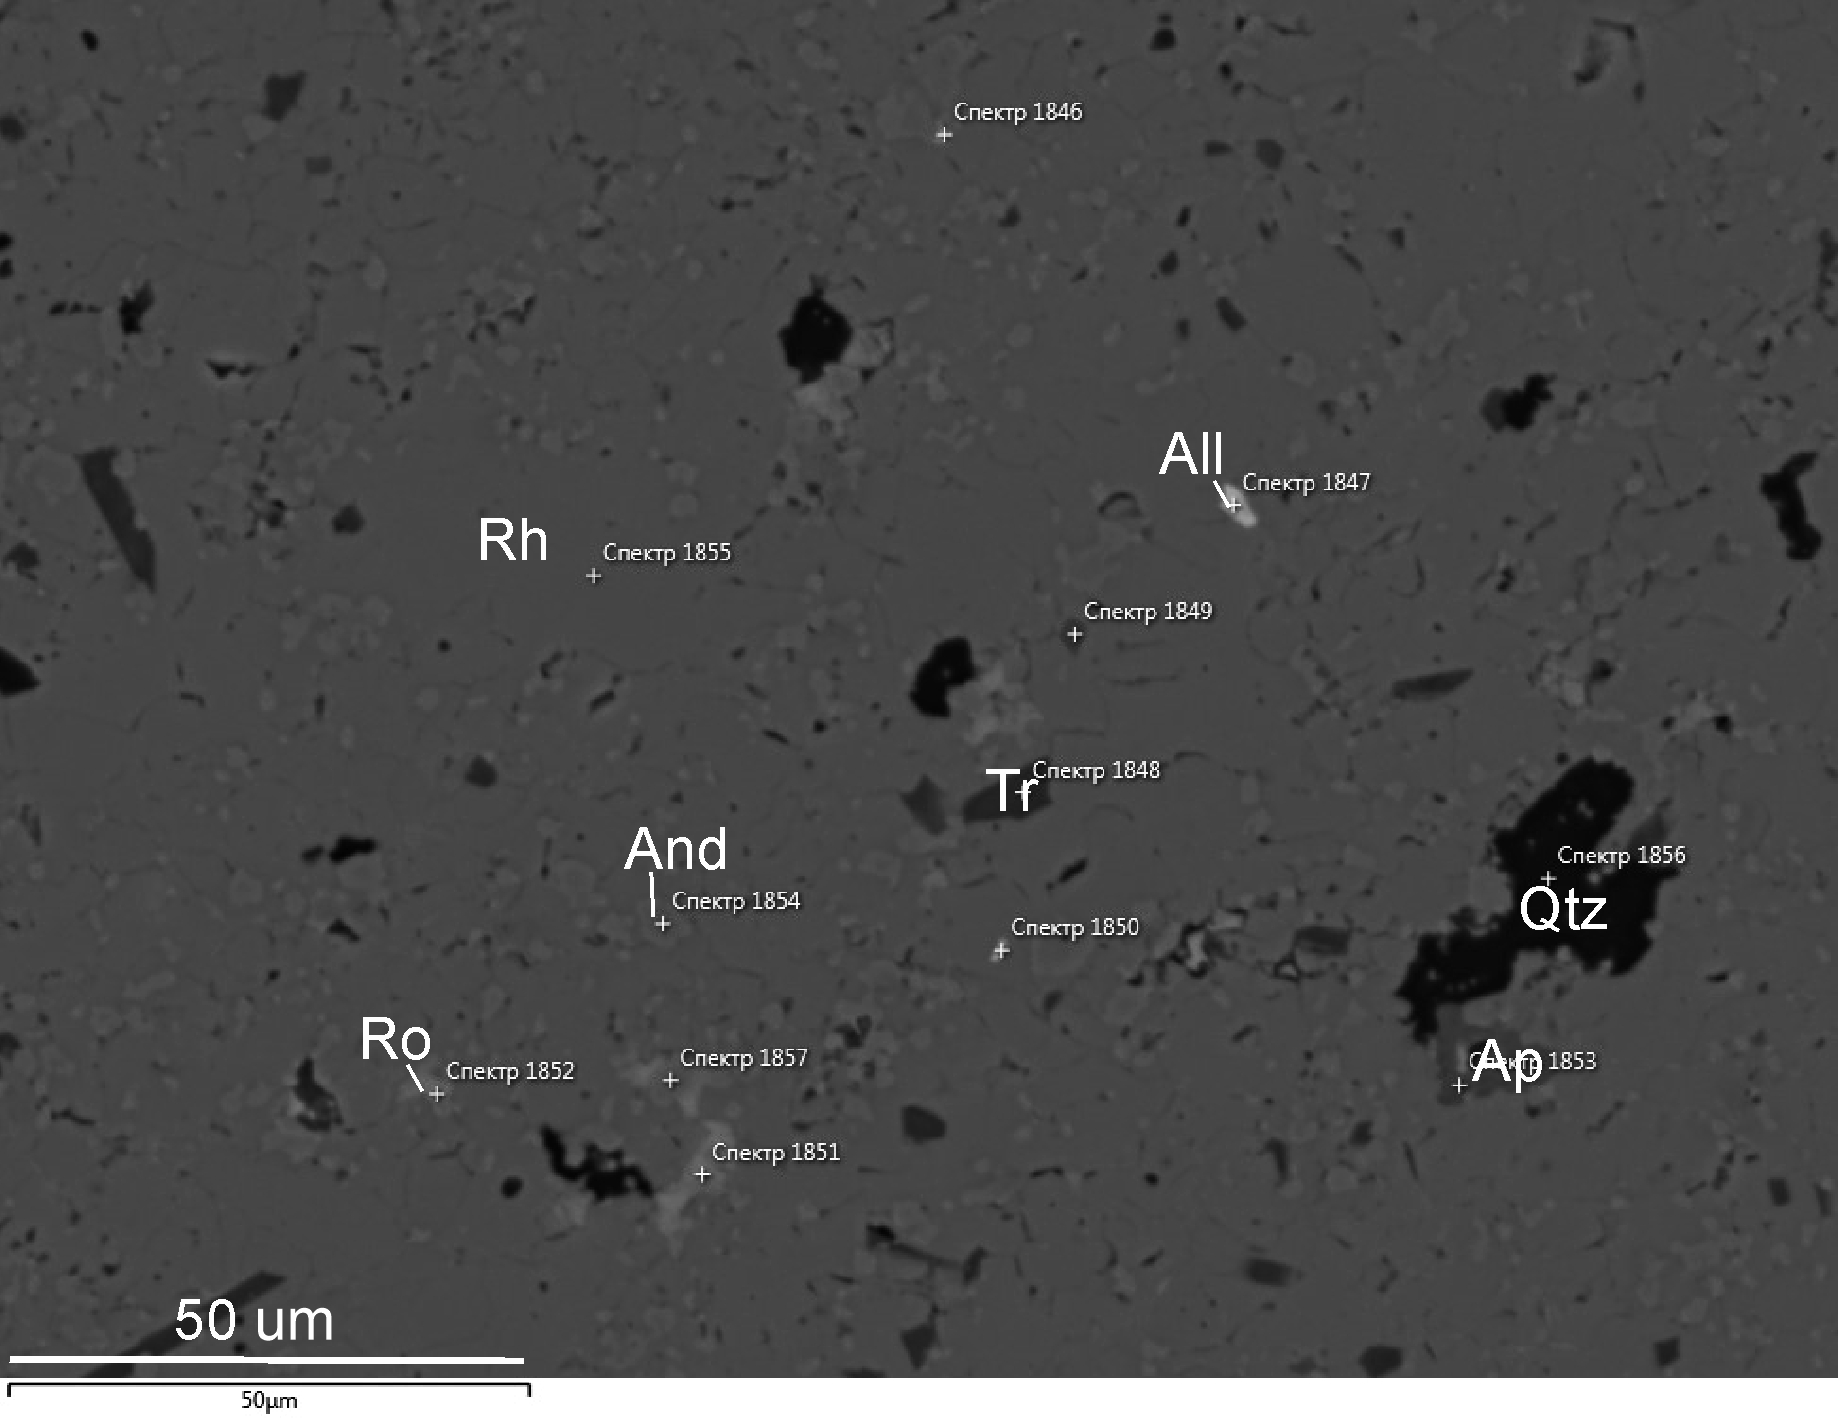 Спектр 1846
All
Спектр 1847
Rh
Спектр 1855
Спектр 1849
Tr
Спектр 1848
And
Спектр 1854
Спектр 1856
Qtz
Спектр 1850
Ro
Спектр 1852
Спектр 1857
Ap
Спектр 1853
Спектр 1851
50 um
50µm